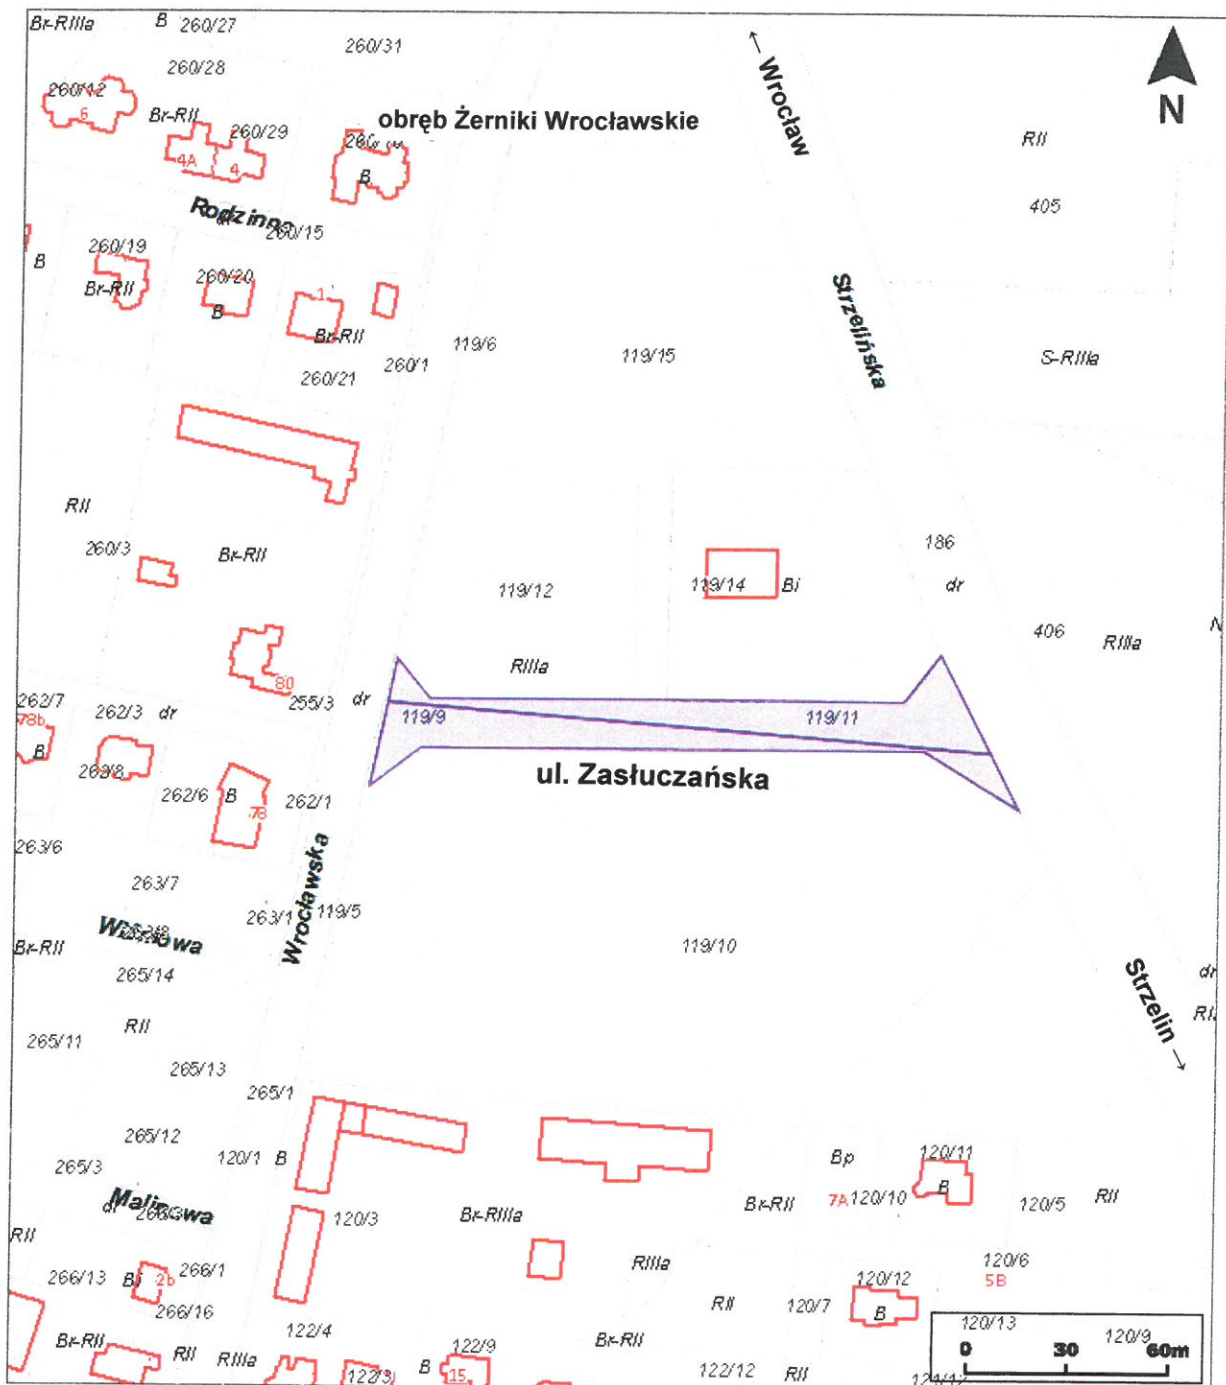 Br-RIIIa
B
260/27
260/31
← Wrocław
N
260/28
260/12
6
Br-RII
260/29
obręb Żerniki Wrocławskie
RII
4A
4
B
405
Rodzinna
260/15
B
260/19
Br-RII
260/20
B
1
Br-RII
Strzelińska
119/6
119/15
260/1
260/21
S-RIIIa
RII
260/3
Br-RII
186
119/12
119/14
Bi
dr
406
RIIIa
N
RIIIa
80
262/7
78b
B
262/3
dr
255/3
dr
119/9
119/11
263/8
262/6
B
78
262/1
ul. Zasłuczańska
263/6
Wrocławska
263/7
263/1
119/5
Br-RII
119/10
265/14
Strzelin →
dr
RII
265/11
265/13
265/1
265/12
265/3
120/1
B
Bp
120/11
B
Br-RII
7A
120/10
120/5
RII
Malinowa
dr
RII
120/3
Br-RIIIa
RIIIa
120/6
5B
266/13
Bi
2b
266/1
266/16
RII
120/7
120/12
B
122/4
120/13
120/9
Br-RII
RII
RIIIa
122/3
B
122/9
15
Br-RII
122/12
RII
0
30
60m